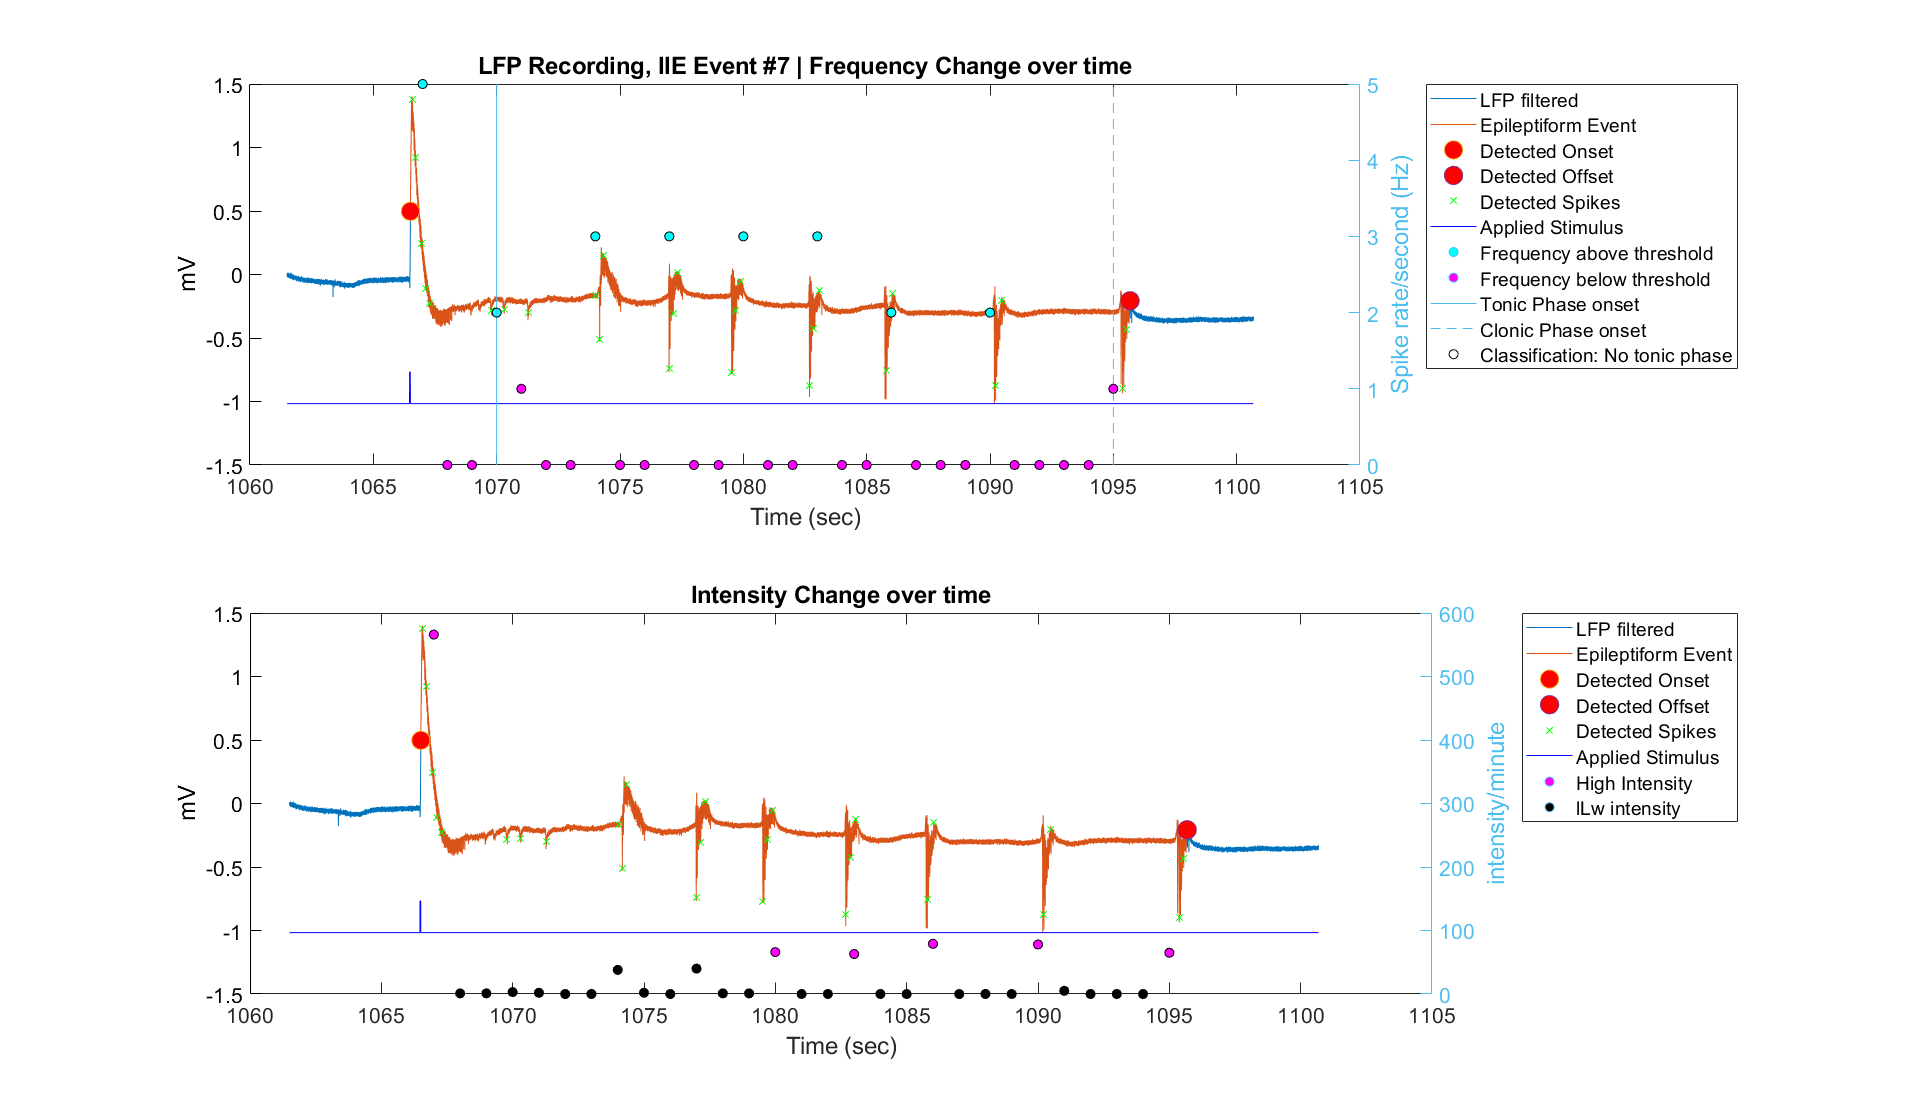 LFP Recording, IIE Event #7 | Frequency Change over time
1.5
1
0.5
0
-0.5
-1
-1.5
mV
1060
1065
1070
1075
1080
1085
1090
1095
1100
1105
Time (sec)
5
4
3
2
1
0
Spike rate/second (Hz)
LFP filtered
Epileptiform Event
Detected Onset
Detected Offset
Detected Spikes
Applied Stimulus
Frequency above threshold
Frequency below threshold
Tonic Phase onset
Clonic Phase onset
Classification: No tonic phase
Intensity Change over time
1.5
1
0.5
0
-0.5
-1
-1.5
mV
1060
1065
1070
1075
1080
1085
1090
1095
1100
1105
Time (sec)
600
500
400
300
200
100
0
intensity/minute
LFP filtered
Epileptiform Event
Detected Onset
Detected Offset
Detected Spikes
Applied Stimulus
High Intensity
lLw intensity